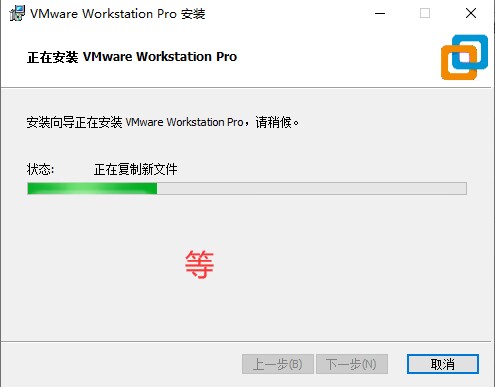 VMware Workstation Pro 安装
正在安装 VMware Workstation Pro
安装向导正在安装 VMware Workstation Pro，请稍候。
状态: 正在复制新文件
等
上一步(B) 下一步(N) 取消